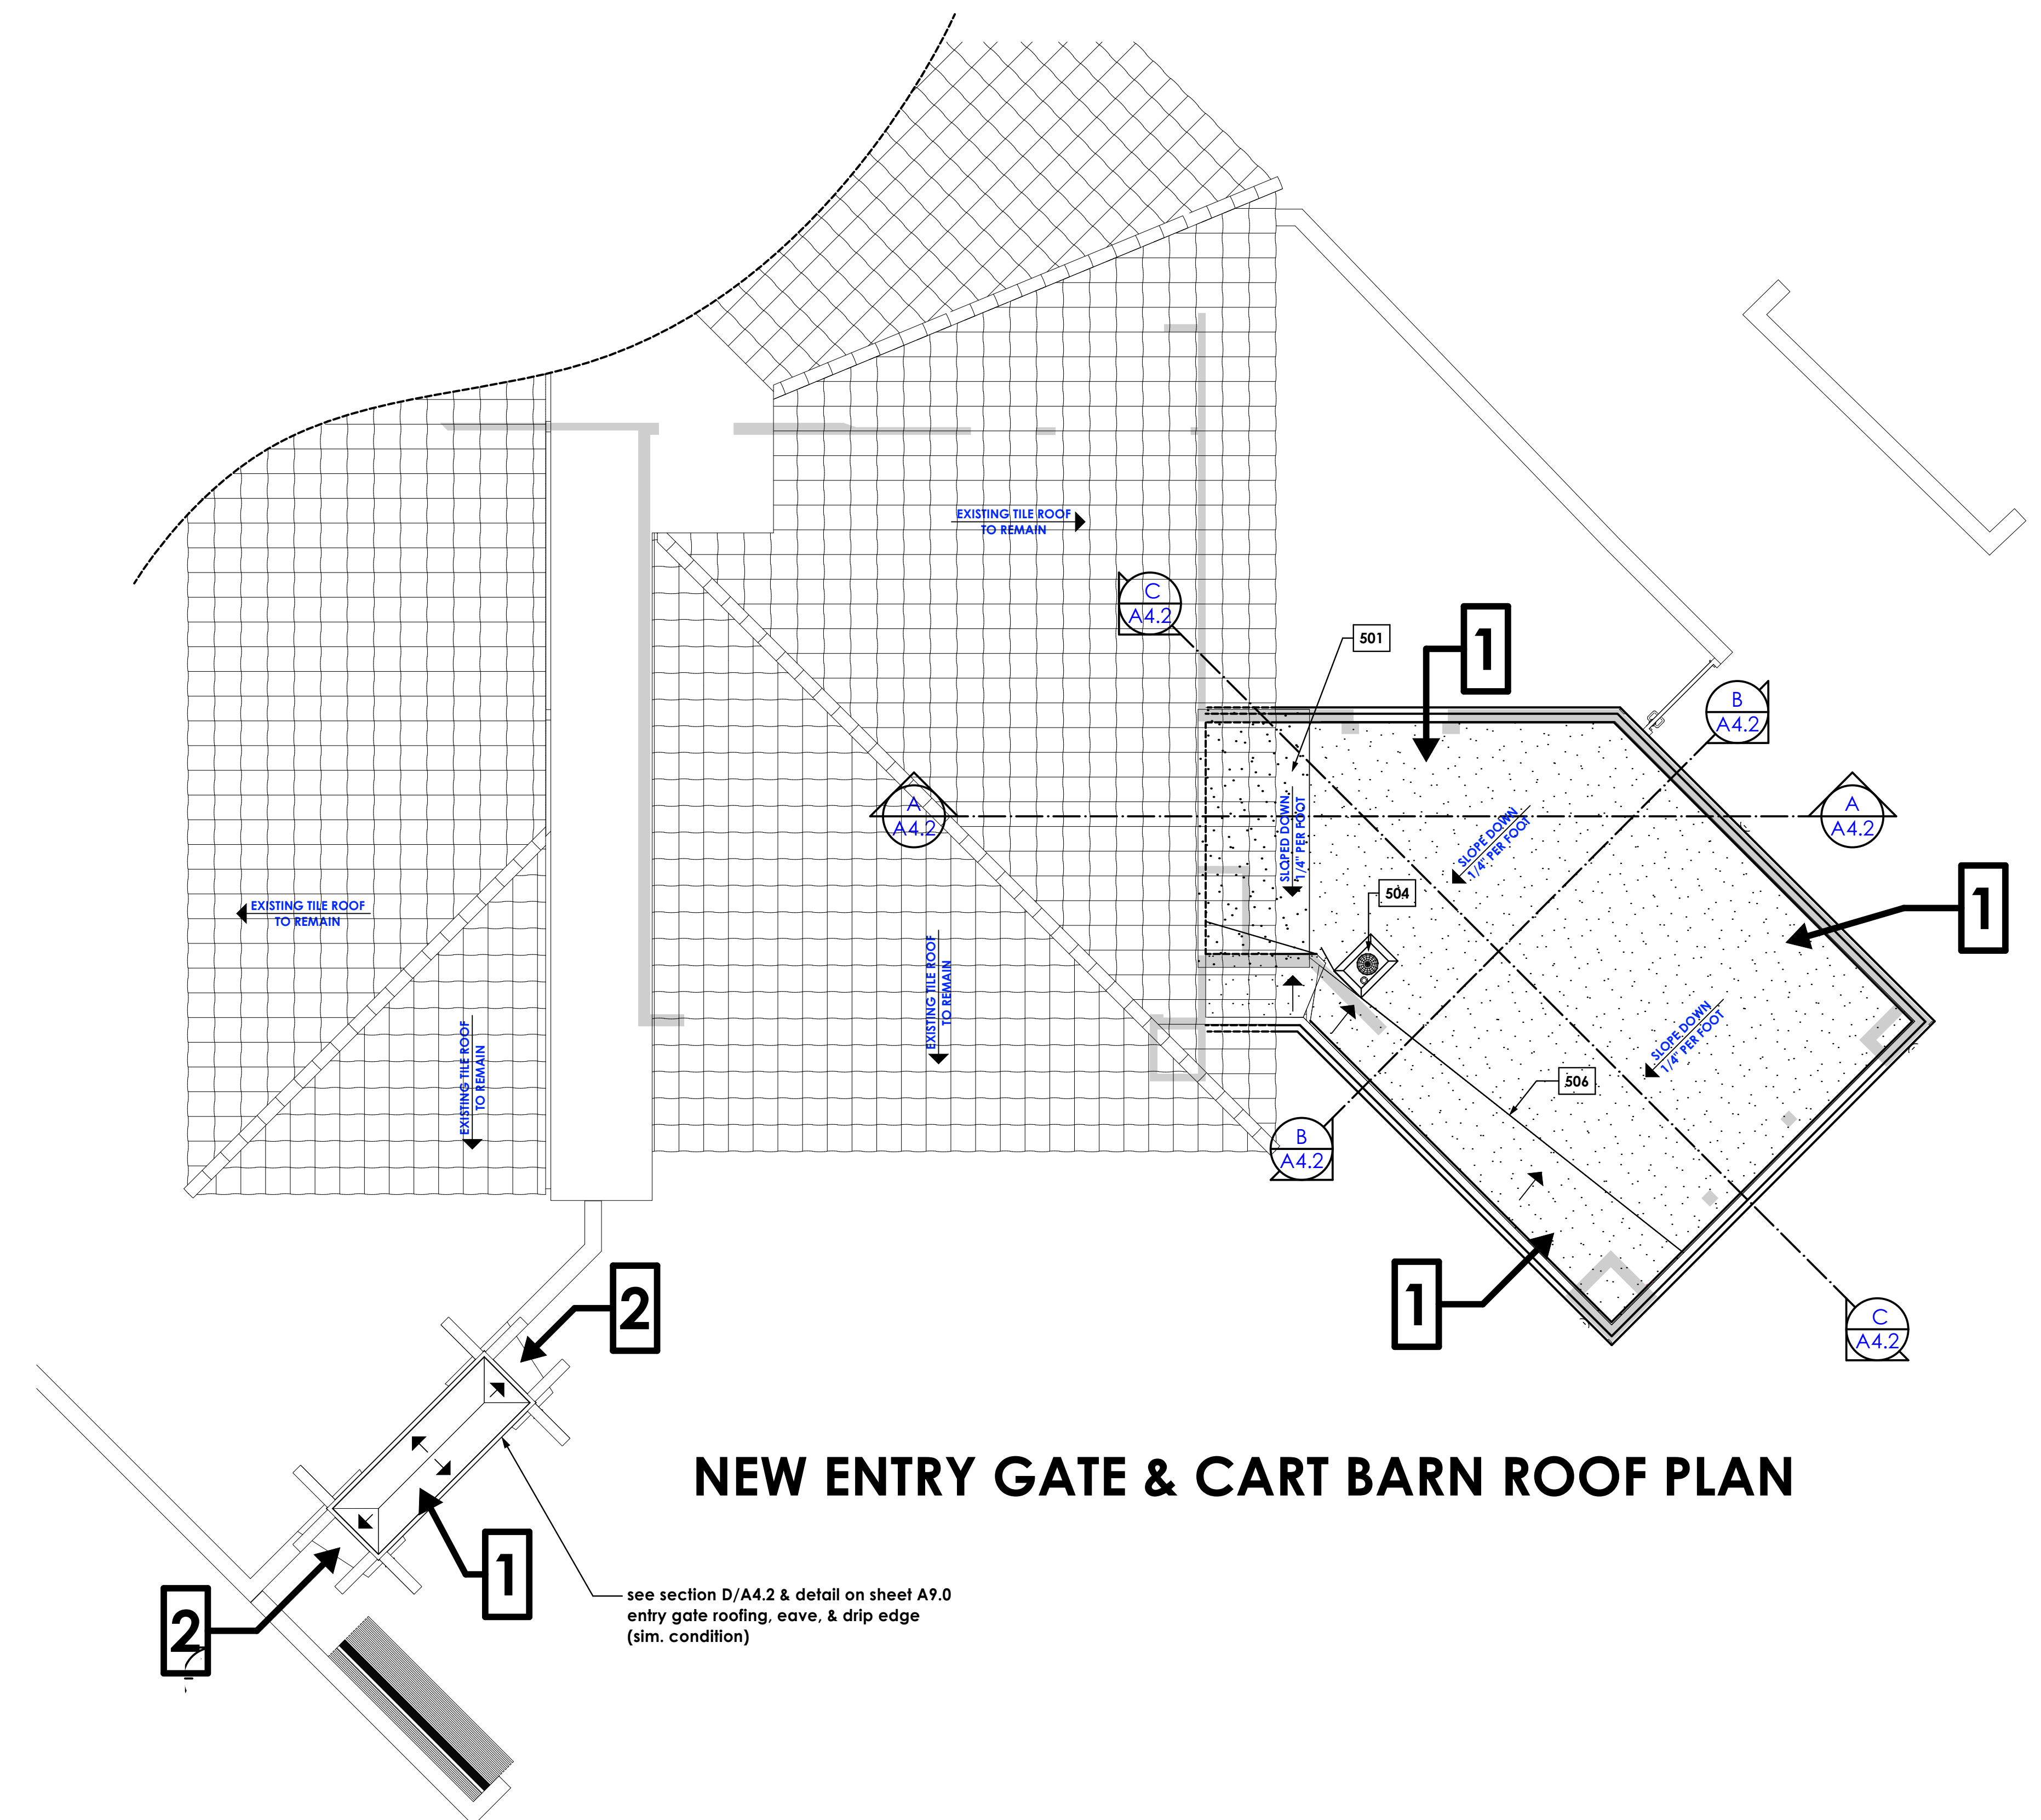 EXISTING TILE ROOF
TO REMAIN
C
A4.2
501
1
B
A4.2
A
A4.2
A
A4.2
SLOPED DOWN
1/4" PER FOOT
SLOPE DOWN
1/4" PER FOOT
1
504
EXISTING TILE ROOF
TO REMAIN
EXISTING TILE ROOF
TO REMAIN
EXISTING TILE ROOF
TO REMAIN
SLOPE DOWN
1/4" PER FOOT
506
B
A4.2
1
C
A4.2
2
NEW ENTRY GATE & CART BARN ROOF PLAN
1
2
see section D/A4.2 & detail on sheet A9.0
entry gate roofing, eave, & drip edge
(sim. condition)